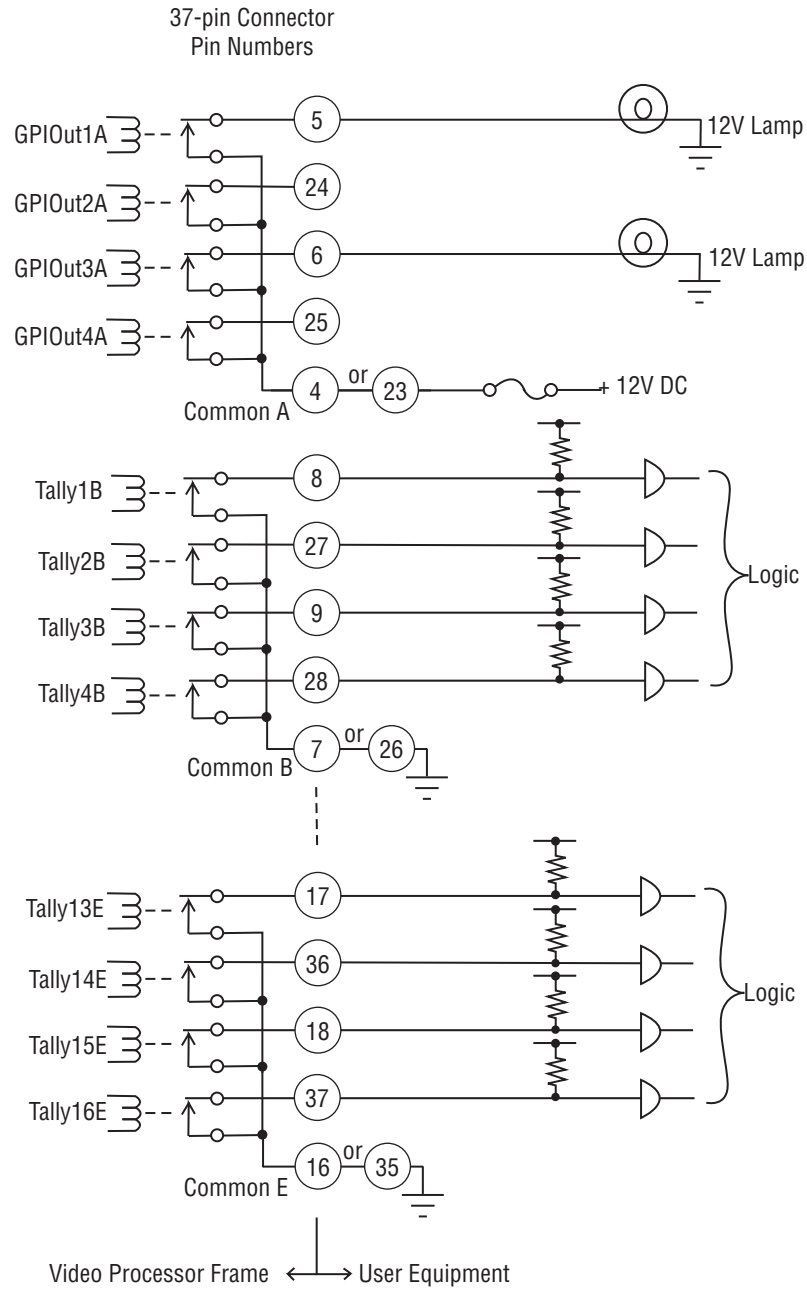 37-pin Connector
Pin Numbers
GPIOut1A
5
12V Lamp
GPIOut2A
24
GPIOut3A
6
12V Lamp
GPIOut4A
25
Common A
4
or
23
+ 12V DC
Tally1B
8
Tally2B
27
Logic
Tally3B
9
Tally4B
28
Common B
7
or
26
Tally13E
17
Tally14E
36
Logic
Tally15E
18
Tally16E
37
Common E
16
or
35
Video Processor Frame
User Equipment